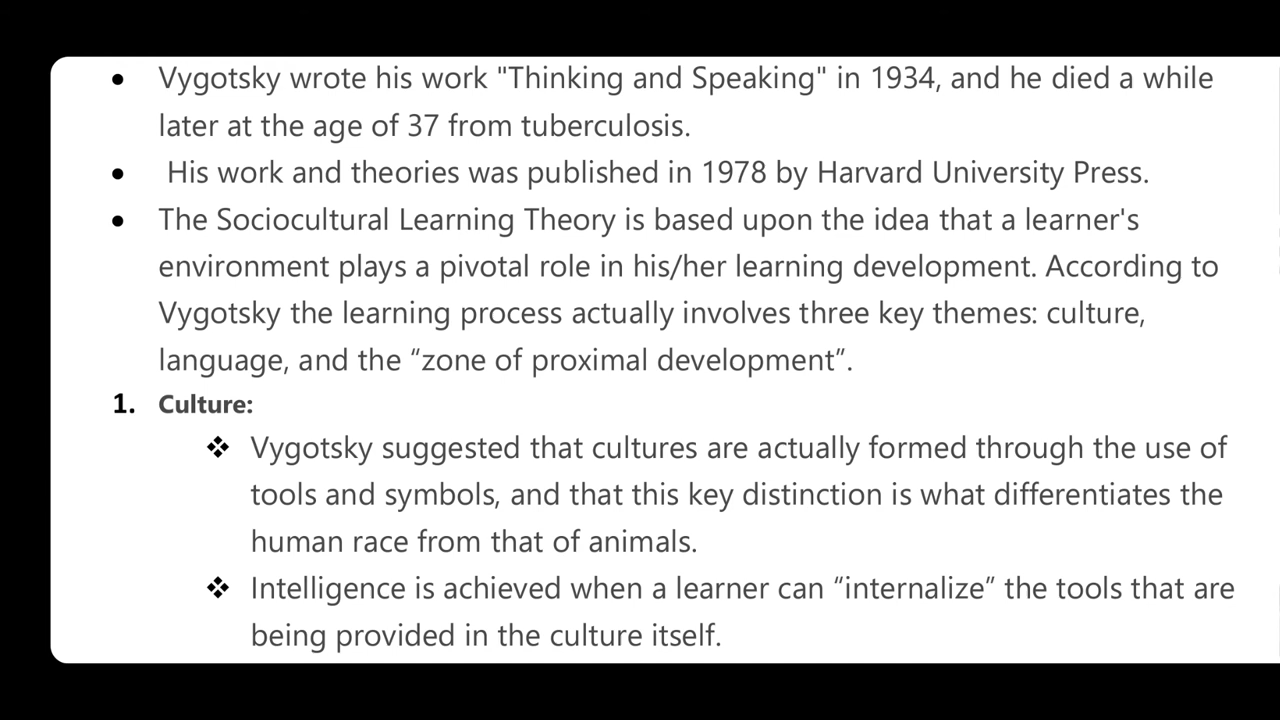 • Vygotsky wrote his work "Thinking and Speaking" in 1934, and he died a while
later at the age of 37 from tuberculosis.
• His work and theories was published in 1978 by Harvard University Press.
• The Sociocultural Learning Theory is based upon the idea that a learner's
environment plays a pivotal role in his/her learning development. According to
Vygotsky the learning process actually involves three key themes: culture,
language, and the “zone of proximal development”.
1. Culture:
❖ Vygotsky suggested that cultures are actually formed through the use of
tools and symbols, and that this key distinction is what differentiates the
human race from that of animals.
❖ Intelligence is achieved when a learner can “internalize” the tools that are
being provided in the culture itself.